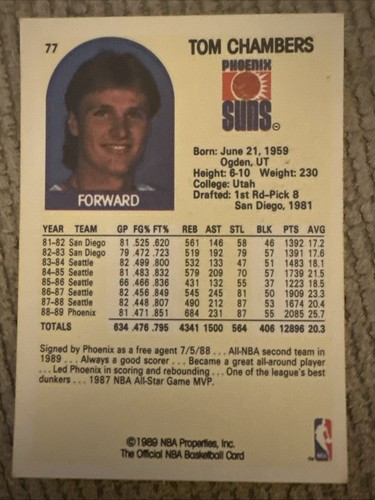 77
TOM CHAMBERS
PHOENIX
SUNS
FORWARD
Born: June 21, 1959
Ogden, UT
Height: 6-10 Weight: 230
College: Utah
Drafted: 1st Rd–Pick 8
San Diego, 1981
YEAR TEAM GP FG% FT% REB AST STL BLK PTS AVG
81-82 San Diego 81 .525 .620 561 146 58 46 1392 17.2
82-83 San Diego 79 .472 .723 519 192 79 57 1391 17.6
83-84 Seattle 82 .499 .800 532 133 47 51 1483 18.1
84-85 Seattle 81 .483 .832 579 209 70 57 1739 21.5
85-86 Seattle 66 .466 .836 431 132 55 37 1223 18.5
86-87 Seattle 82 .456 .849 545 245 81 50 1909 23.3
87-88 Seattle 82 .448 .807 490 212 87 53 1674 20.4
88-89 Phoenix 81 .471 .851 684 231 87 55 2085 25.7
TOTALS 634 .476 .795 4341 1500 564 406 12896 20.3
Signed by Phoenix as a free agent 7/5/88 . . . All-NBA second team in
1989 . . . Always a good scorer . . . Became a great all-around player
. . . Led Phoenix in scoring and rebounding . . . One of the league's best
dunkers . . . 1987 NBA All-Star Game MVP.
©1989 NBA Properties, Inc.
The Official NBA Basketball Card